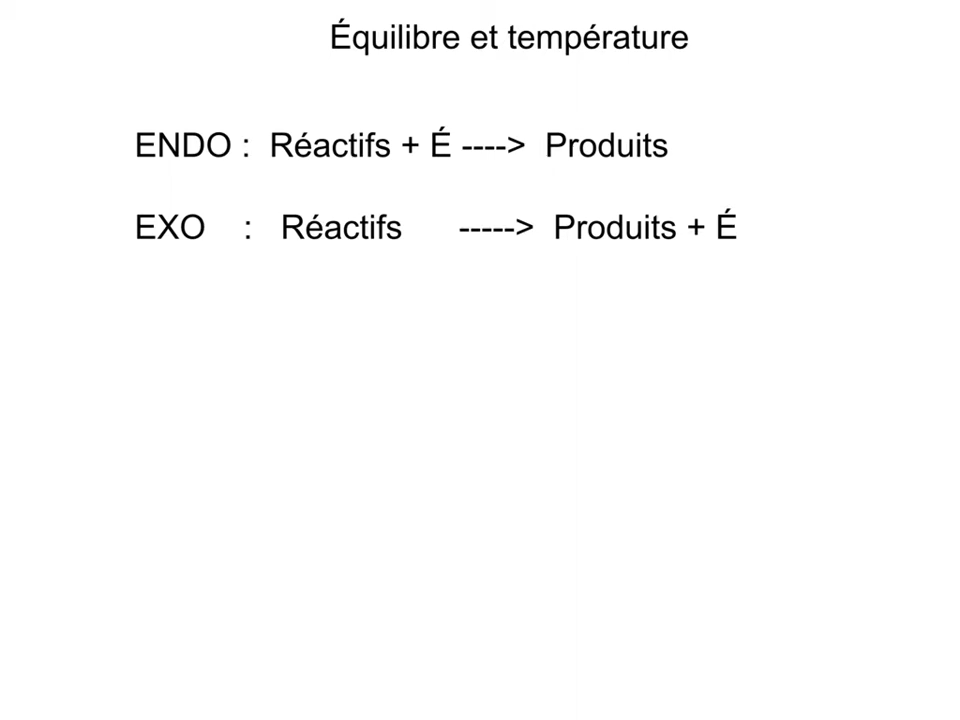 Équilibre et température
ENDO : Réactifs + É ----> Produits
EXO : Réactifs -----> Produits + É